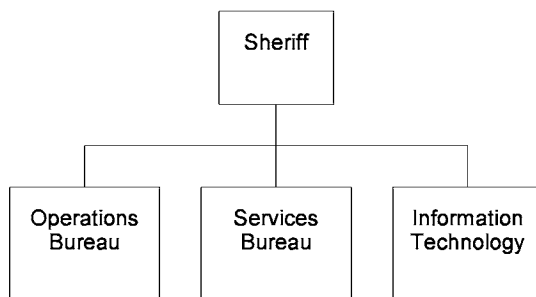 Sheriff
Operations
Bureau
Services
Bureau
Information
Technology